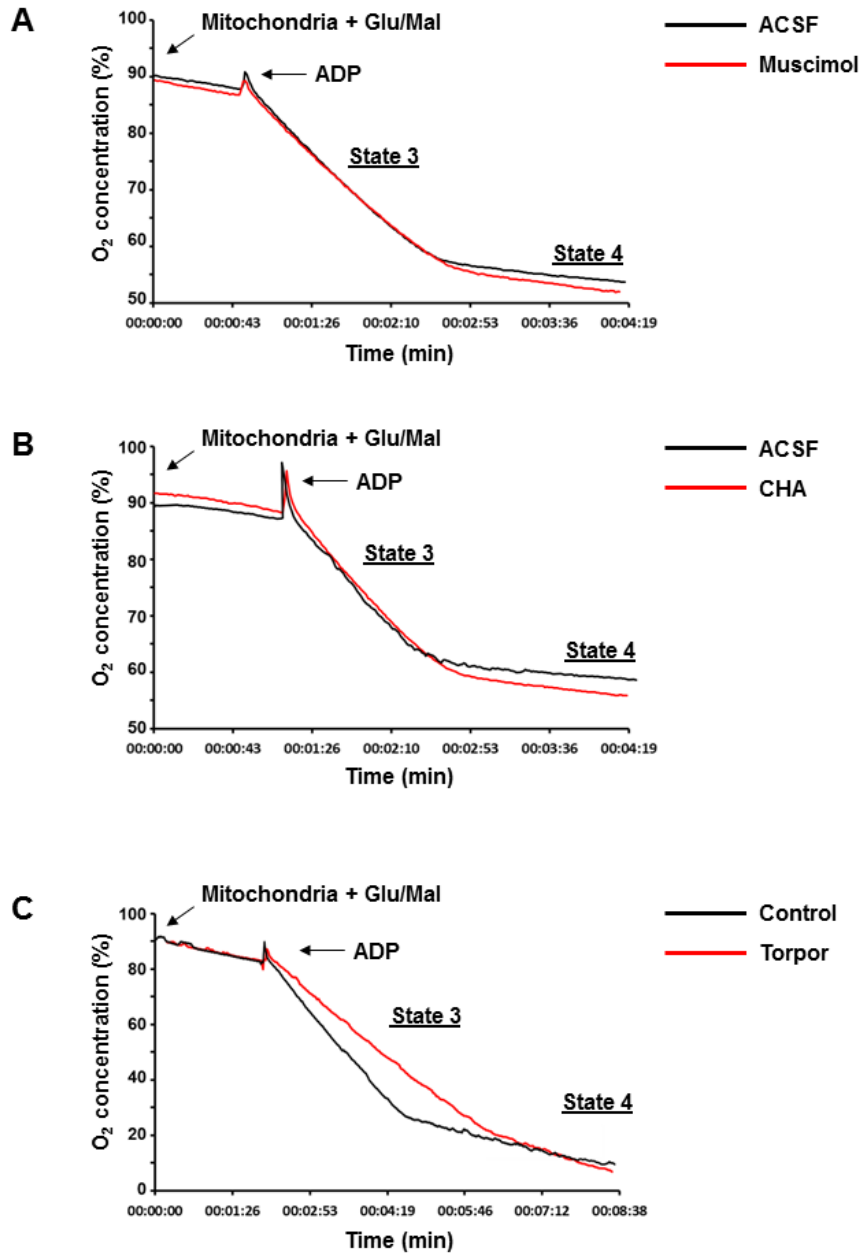 A
Mitochondria + Glu/Mal
ACSF
Muscimol
ADP
State 3
State 4
O₂ concentration (%)
100
90
80
70
60
50
00:00:00 00:00:43 00:01:26 00:02:10 00:02:53 00:03:36 00:04:19
Time (min)
B
Mitochondria + Glu/Mal
ACSF
CHA
ADP
State 3
State 4
O₂ concentration (%)
100
90
80
70
60
50
00:00:00 00:00:43 00:01:26 00:02:10 00:02:53 00:03:36 00:04:19
Time (min)
C
Mitochondria + Glu/Mal
Control
Torpor
ADP
State 3
State 4
O₂ concentration (%)
100
80
60
40
20
0
00:00:00 00:01:26 00:02:53 00:04:19 00:05:46 00:07:12 00:08:38
Time (min)